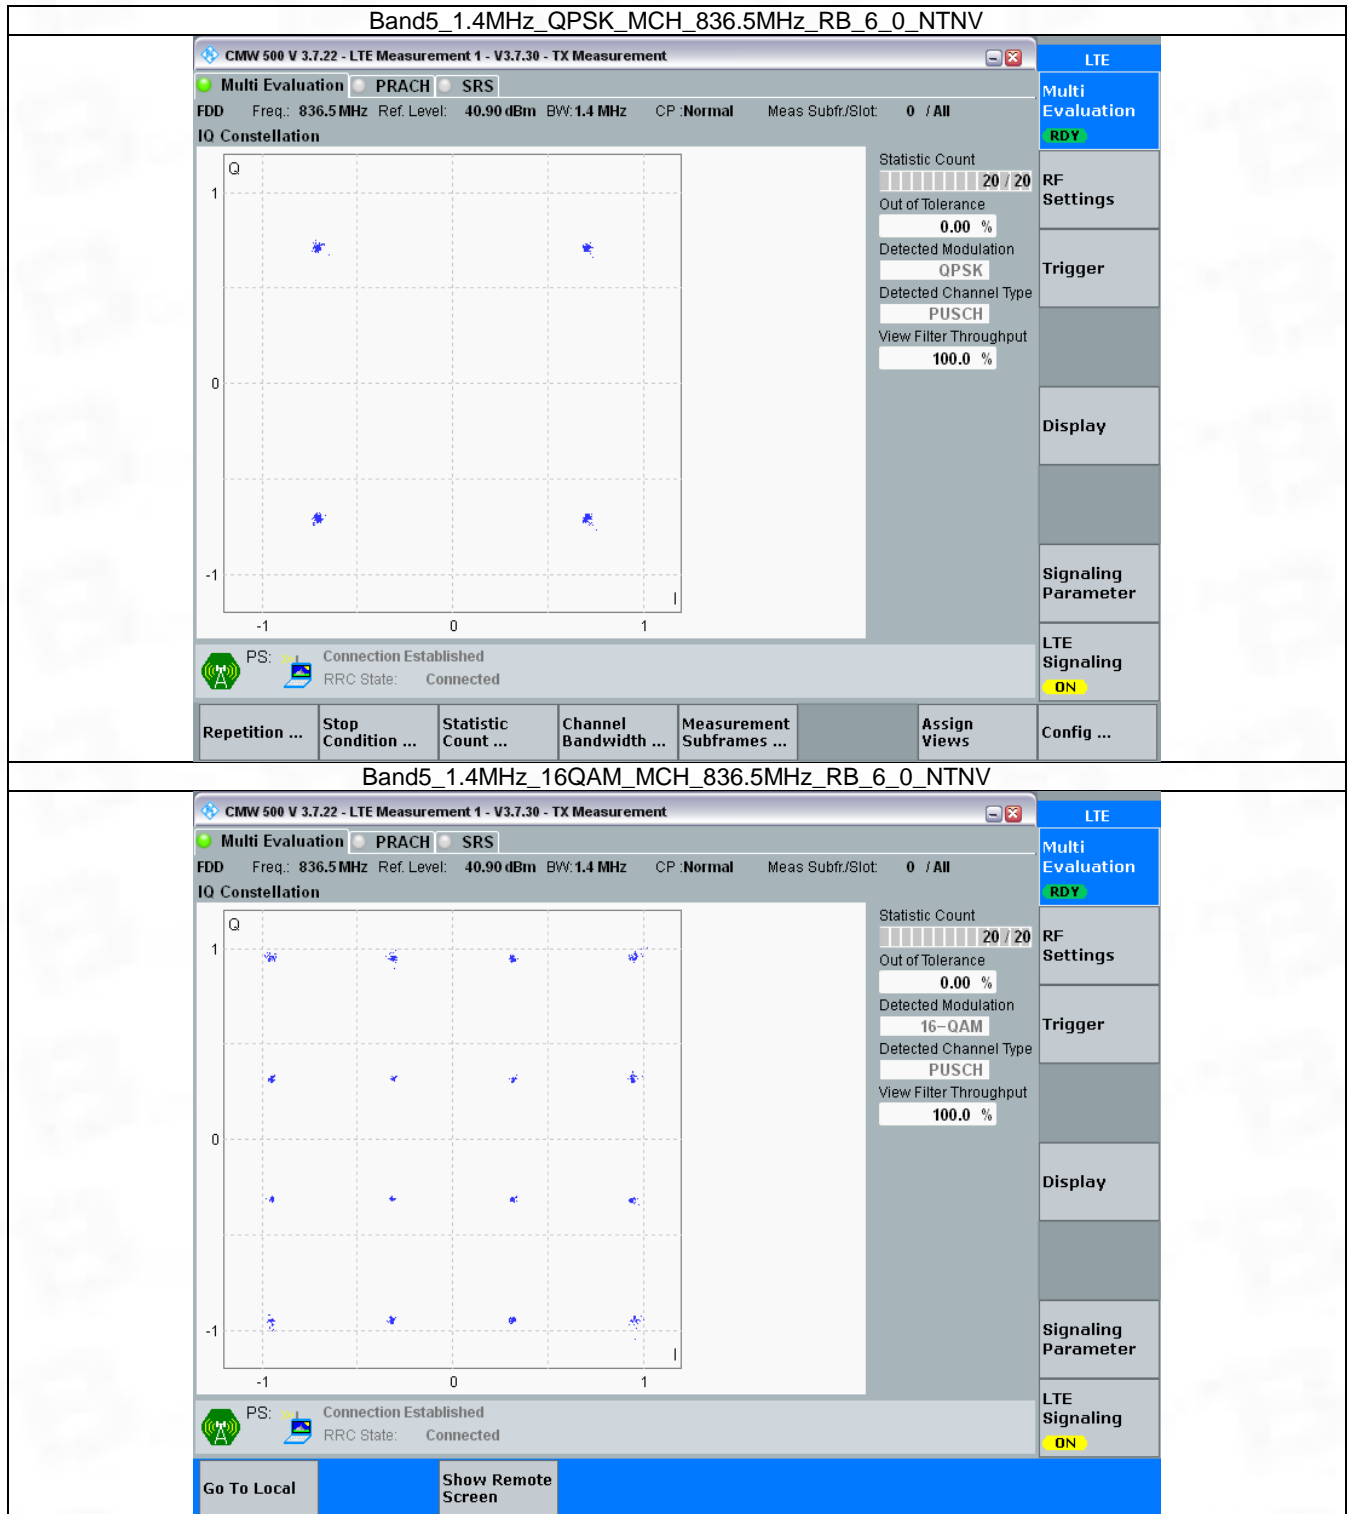 Band5_1.4MHz_QPSK_MCH_836.5MHz_RB_6_0_NTNV
CMW 500 V 3.7.22 - LTE Measurement 1 - V3.7.30 - TX Measurement
LTE
Multi Evaluation PRACH SRS
Multi
Evaluation
RDY
FDD Freq.: 836.5 MHz Ref. Level: 40.90 dBm BW: 1.4 MHz CP :Normal Meas Subfr./Slot: 0 / All
IQ Constellation
Q
1
0
-1
I
-1 0 1
Statistic Count
20 / 20
Out of Tolerance
0.00 %
Detected Modulation
QPSK
Detected Channel Type
PUSCH
View Filter Throughput
100.0 %
RF
Settings
Trigger
Display
Signaling
Parameter
LTE
Signaling
ON
PS: Connection Established
RRC State: Connected
Repetition ...
Stop
Condition ...
Statistic
Count ...
Channel
Bandwidth ...
Measurement
Subframes ...
Assign
Views
Config ...
Band5_1.4MHz_16QAM_MCH_836.5MHz_RB_6_0_NTNV
CMW 500 V 3.7.22 - LTE Measurement 1 - V3.7.30 - TX Measurement
LTE
Multi Evaluation PRACH SRS
Multi
Evaluation
RDY
FDD Freq.: 836.5 MHz Ref. Level: 40.90 dBm BW: 1.4 MHz CP :Normal Meas Subfr./Slot: 0 / All
IQ Constellation
Q
1
0
-1
I
-1 0 1
Statistic Count
20 / 20
Out of Tolerance
0.00 %
Detected Modulation
16-QAM
Detected Channel Type
PUSCH
View Filter Throughput
100.0 %
RF
Settings
Trigger
Display
Signaling
Parameter
LTE
Signaling
ON
PS: Connection Established
RRC State: Connected
Go To Local
Show Remote
Screen